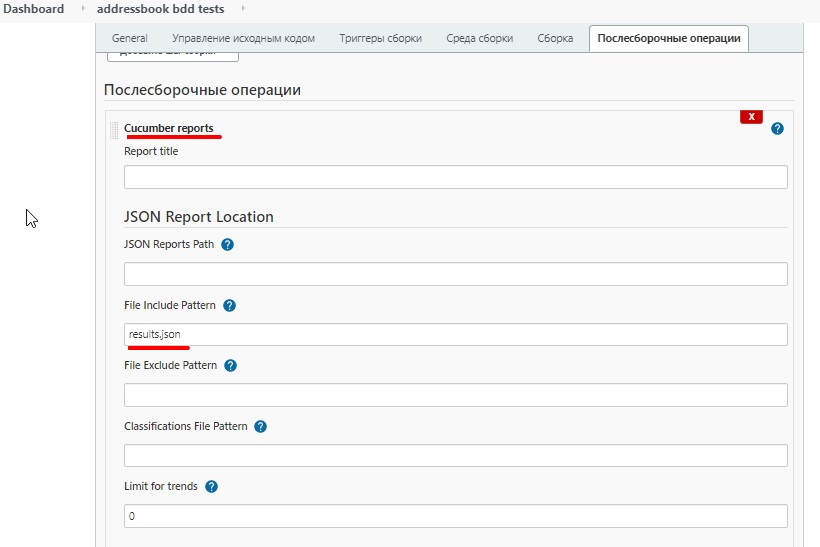 Dashboard addressbook bdd tests
General Управление исходным кодом Триггеры сборки Среда сборки Сборка Послесборочные операции
Послесборочные операции
X
Cucumber reports ?
Report title
JSON Report Location
JSON Reports Path ?
File Include Pattern ?
results.json
File Exclude Pattern ?
Classifications File Pattern ?
Limit for trends ?
0